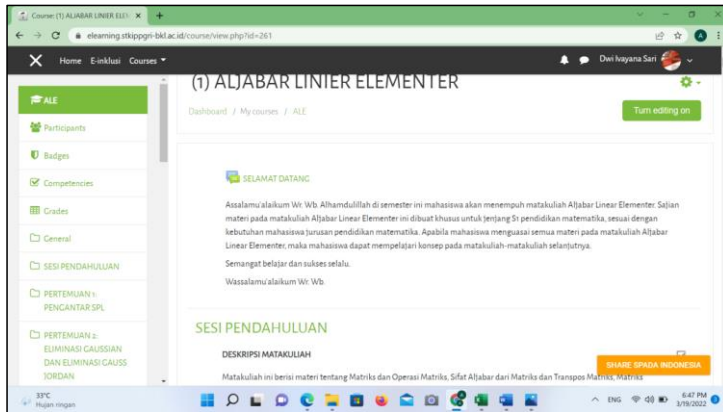 Course: (1) ALJABAR LINIER ELEM
elearning.stkippgri-bkl.ac.id/course/view.php?id=261
Home E-inklusi Courses
Dwi Ivayana Sari
(1) ALJABAR LINIER ELEMENTER
Dashboard / My courses / ALE
Turn editing on
ALE
Participants
Badges
Competencies
Grades
General
SESI PENDAHULUAN
PERTEMUAN 1:
PENGANTAR SPL
PERTEMUAN 2:
ELIMINASI GAUSSIAN
DAN ELIMINASI GAUSS
JORDAN
SELAMAT DATANG
Assalamu'alaikum Wr. Wb. Alhamdulillah di semester ini mahasiswa akan menempuh matakuliah Aljabar Linear Elementer. Sajian
materi pada matakuliah Aljabar Linear Elementer ini dibuat khusus untuk jenjang S1 pendidikan matematika, sesuai dengan
kebutuhan mahasiswa jurusan pendidikan matematika. Apabila mahasiswa menguasai semua materi pada matakuliah Aljabar
Linear Elementer, maka mahasiswa dapat mempelajari konsep pada matakuliah-matakuliah selanjutnya.
Semangat belajar dan sukses selalu.
Wassalamu'alaikum Wr. Wb.
SESI PENDAHULUAN
DESKRIPSI MATAKULIAH
Matakuliah ini berisi materi tentang Matriks dan Operasi Matriks, Sifat Aljabar dari Matriks dan Transpos Matriks, Matriks
SHARE SPADA INDONESIA
33°C
Hujan ringan
ENG
6:47 PM
3/19/2022